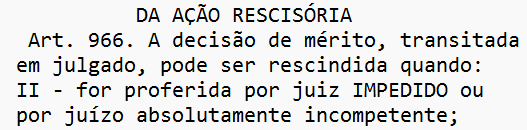 DA AÇÃO RESCISÓRIA
Art. 966. A decisão de mérito, transitada
em julgado, pode ser rescindida quando:
II - for proferida por juiz IMPEDIDO ou
por juízo absolutamente incompetente;